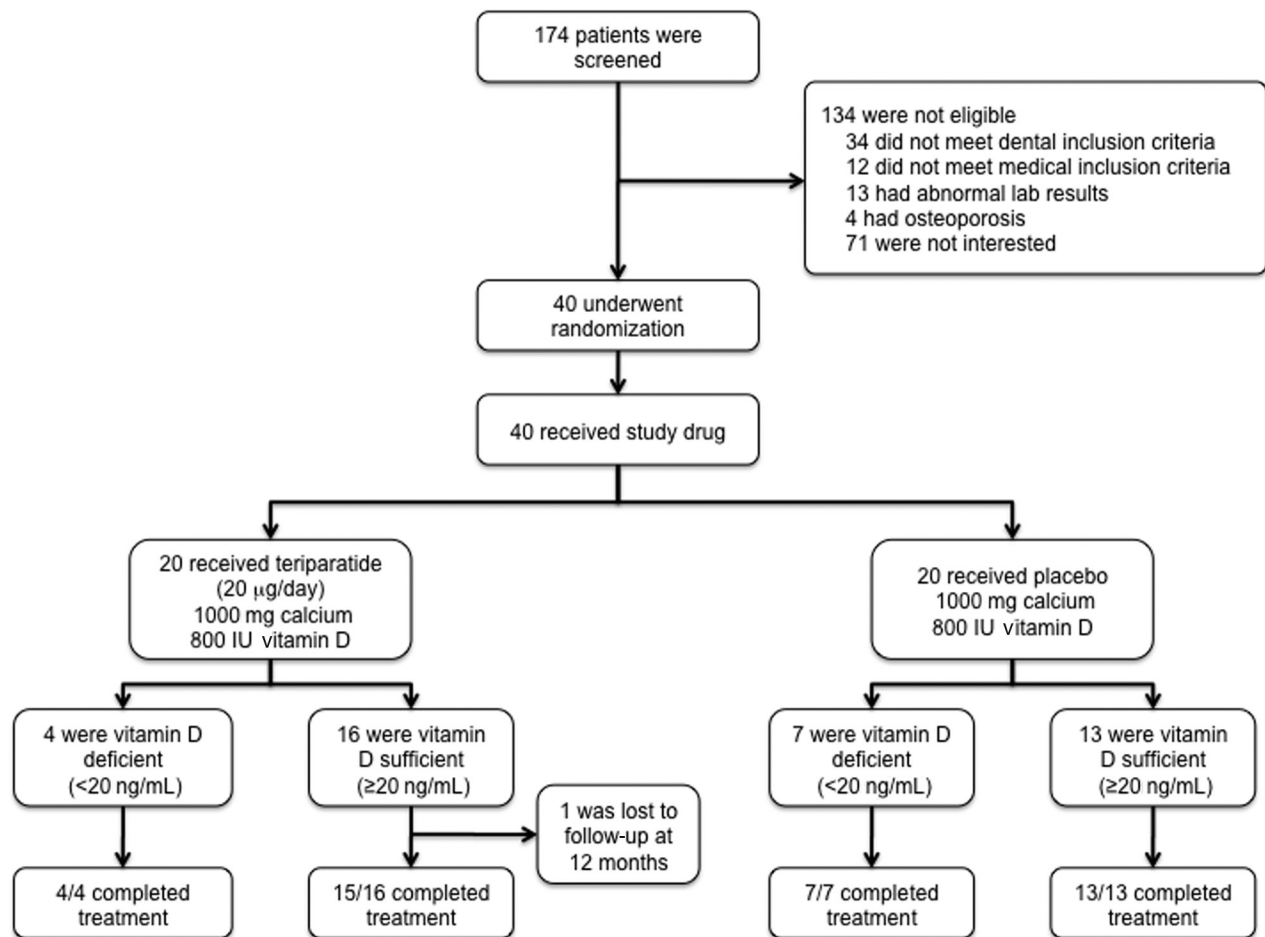 174 patients were
screened
134 were not eligible
34 did not meet dental inclusion criteria
12 did not meet medical inclusion criteria
13 had abnormal lab results
4 had osteoporosis
71 were not interested
40 underwent
randomization
40 received study drug
20 received teriparatide
(20 μg/day)
1000 mg calcium
800 IU vitamin D
20 received placebo
1000 mg calcium
800 IU vitamin D
4 were vitamin D
deficient
(<20 ng/mL)
16 were vitamin
D sufficient
(≥20 ng/mL)
7 were vitamin D
deficient
(<20 ng/mL)
13 were vitamin
D sufficient
(≥20 ng/mL)
1 was lost to
follow-up at
12 months
4/4 completed
treatment
15/16 completed
treatment
7/7 completed
treatment
13/13 completed
treatment